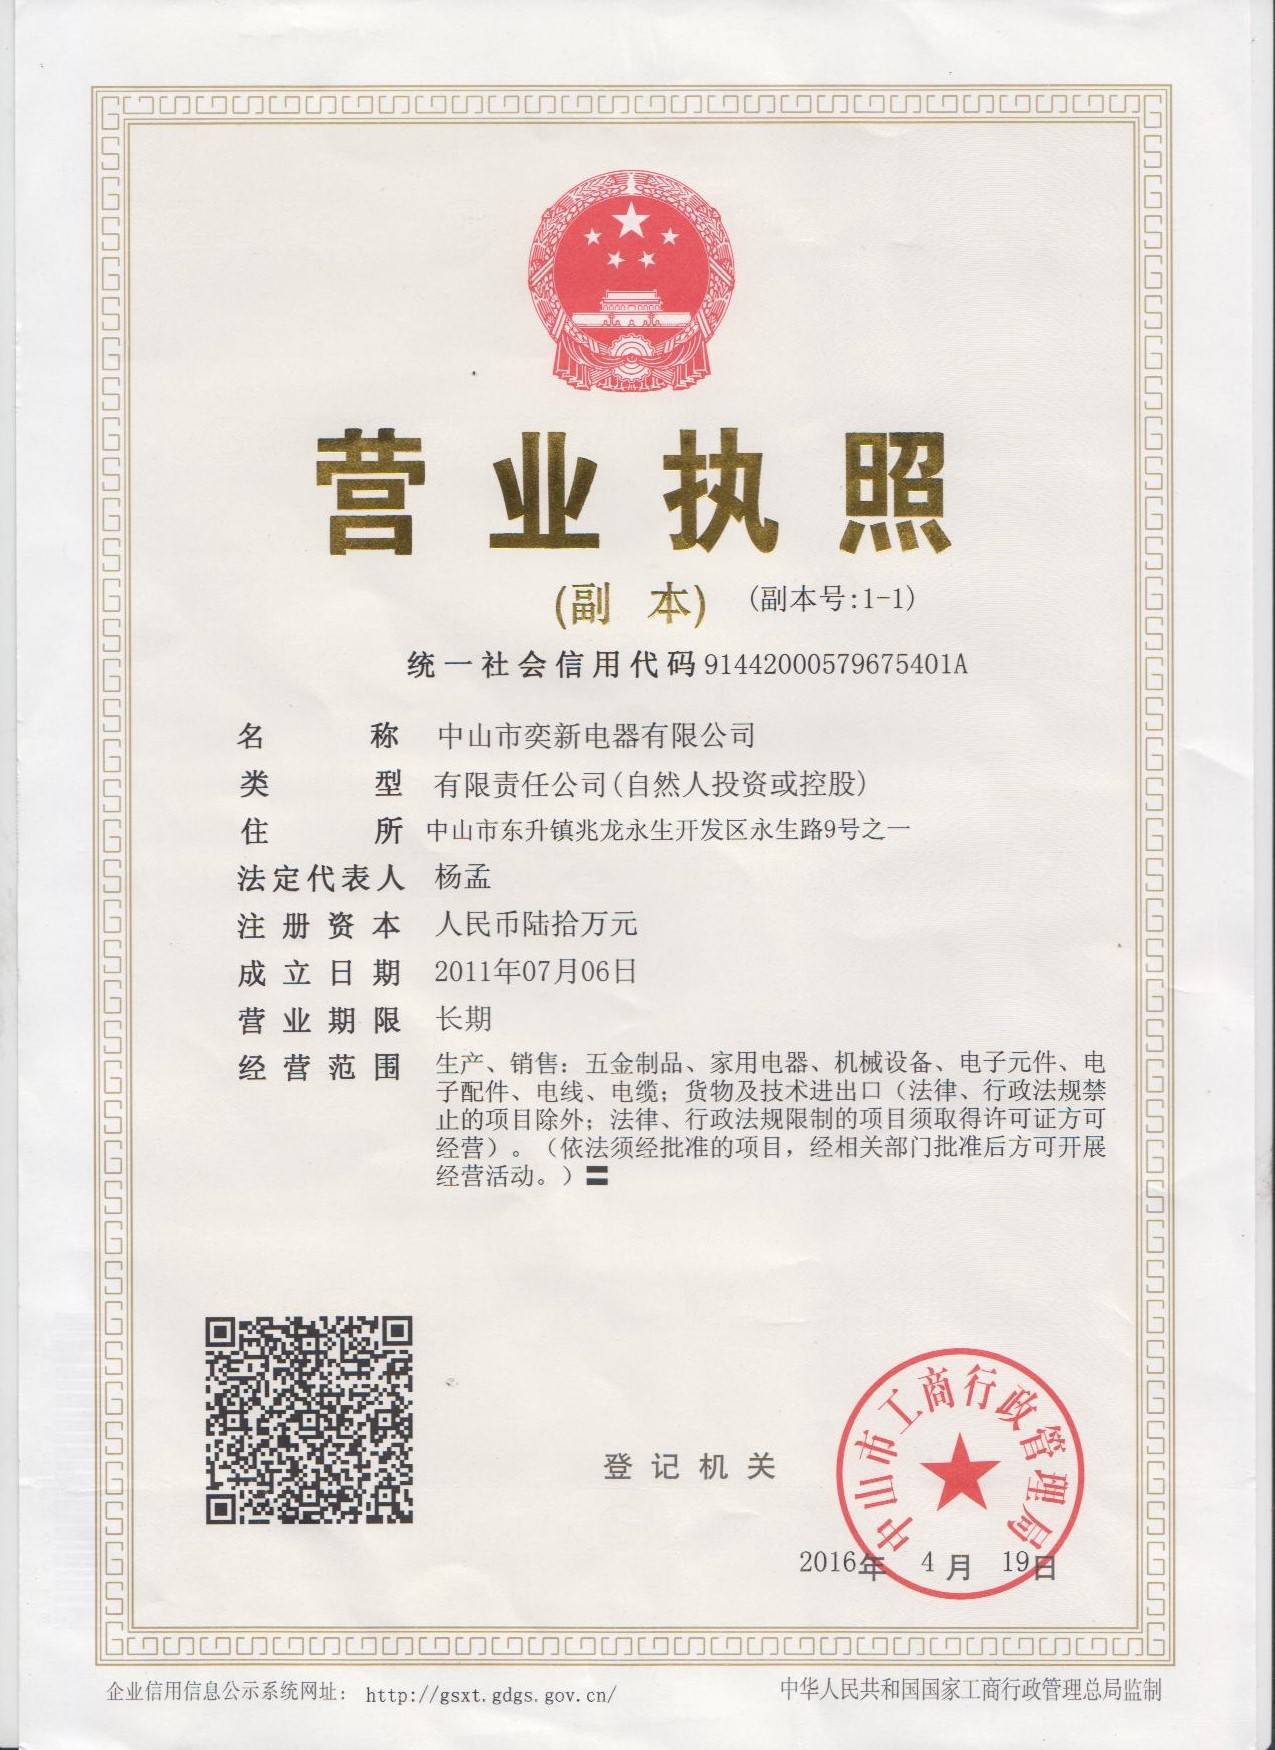 营业执照
(副 本) (副本号:1-1)
统一社会信用代码 91442000579675401A
名称 中山市奕新电器有限公司
类型 有限责任公司(自然人投资或控股)
住所 中山市东升镇兆龙永生开发区永生路9号之一
法定代表人 杨孟
注册资本 人民币陆拾万元
成立日期 2011年07月06日
营业期限 长期
经营范围 生产、销售：五金制品、家用电器、机械设备、电子元件、电
子配件、电线、电缆；货物及技术进出口（法律、行政法规禁
止的项目除外；法律、行政法规限制的项目须取得许可证方可
经营）。（依法须经批准的项目，经相关部门批准后方可开展
经营活动。）〓
登记机关
中山市工商行政管理局
2016年 4月 19日
企业信用信息公示系统网址： http://gsxt.gdgs.gov.cn/
中华人民共和国国家工商行政管理总局监制